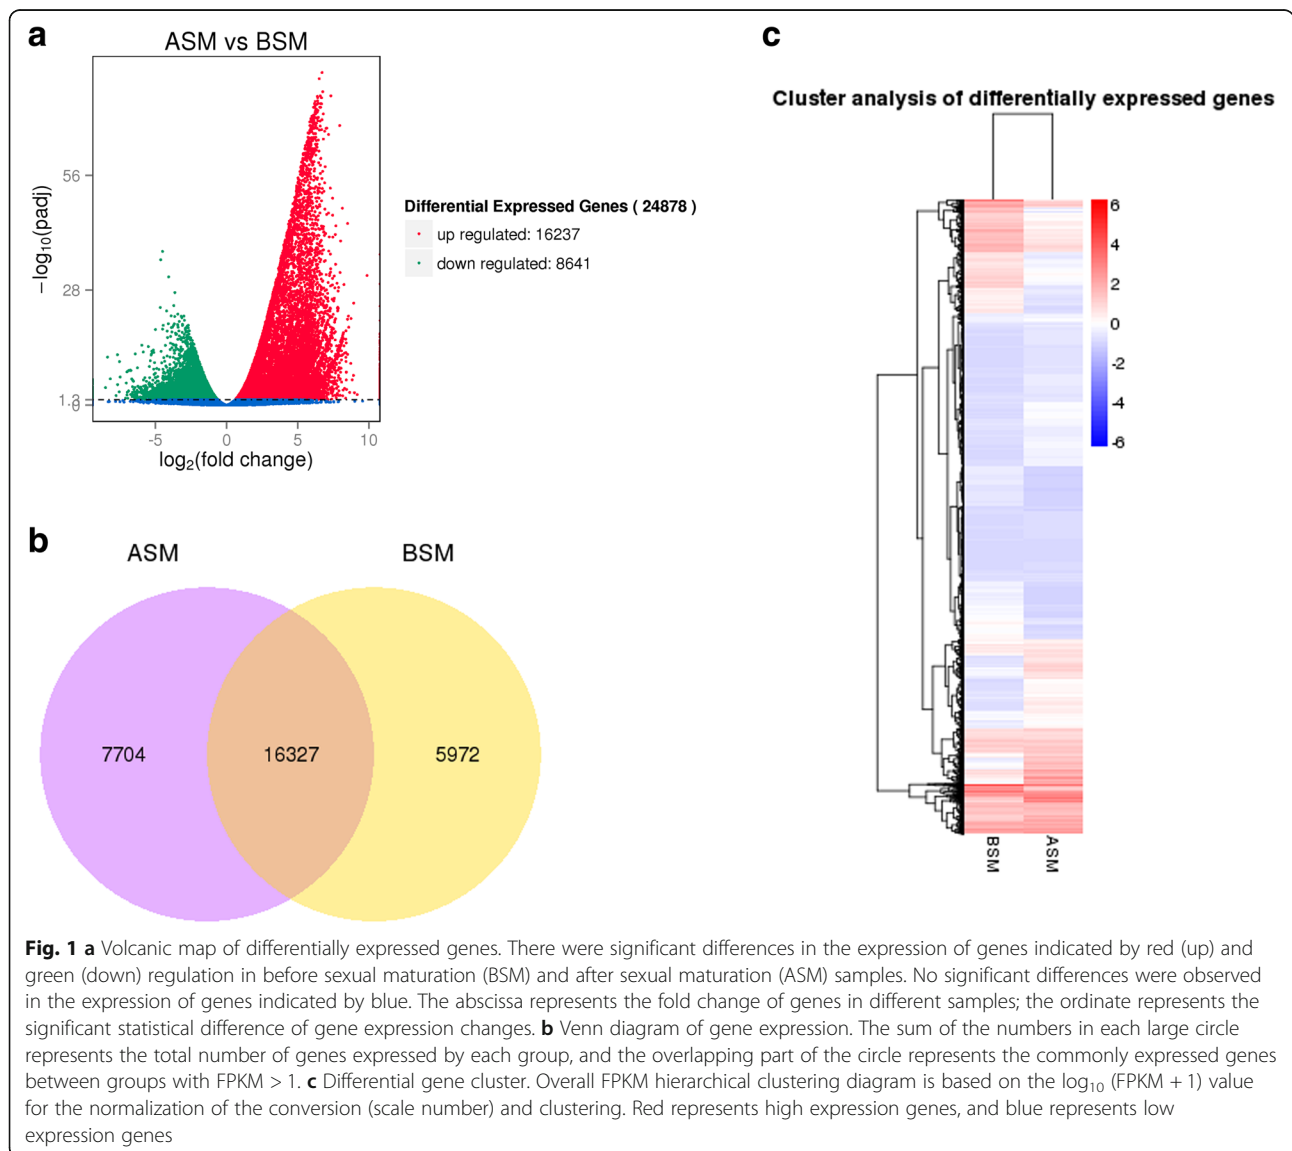 a
ASM vs BSM
−log10(padj)
56
28
1.3
0
-5 0 5 10
log2(fold change)
Differential Expressed Genes ( 24878 )
up regulated: 16237
down regulated: 8641
b
ASM BSM
7704 16327 5972
c
Cluster analysis of differentially expressed genes
6
4
2
0
-2
-4
-6
BSM ASM
Fig. 1 a Volcanic map of differentially expressed genes. There were significant differences in the expression of genes indicated by red (up) and
green (down) regulation in before sexual maturation (BSM) and after sexual maturation (ASM) samples. No significant differences were observed
in the expression of genes indicated by blue. The abscissa represents the fold change of genes in different samples; the ordinate represents the
significant statistical difference of gene expression changes. b Venn diagram of gene expression. The sum of the numbers in each large circle
represents the total number of genes expressed by each group, and the overlapping part of the circle represents the commonly expressed genes
between groups with FPKM > 1. c Differential gene cluster. Overall FPKM hierarchical clustering diagram is based on the log10 (FPKM + 1) value
for the normalization of the conversion (scale number) and clustering. Red represents high expression genes, and blue represents low
expression genes